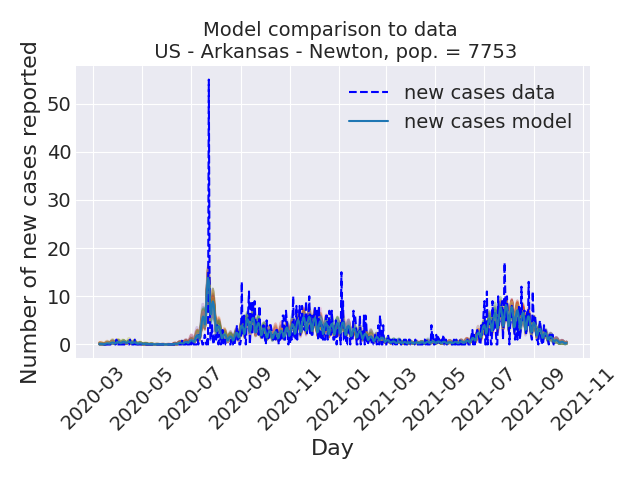 Model comparison to data
US - Arkansas - Newton, pop. = 7753
Number of new cases reported
50
40
30
20
10
0
new cases data
new cases model
2020-03
2020-05
2020-07
2020-09
2020-11
2021-01
2021-03
2021-05
2021-07
2021-09
2021-11
Day